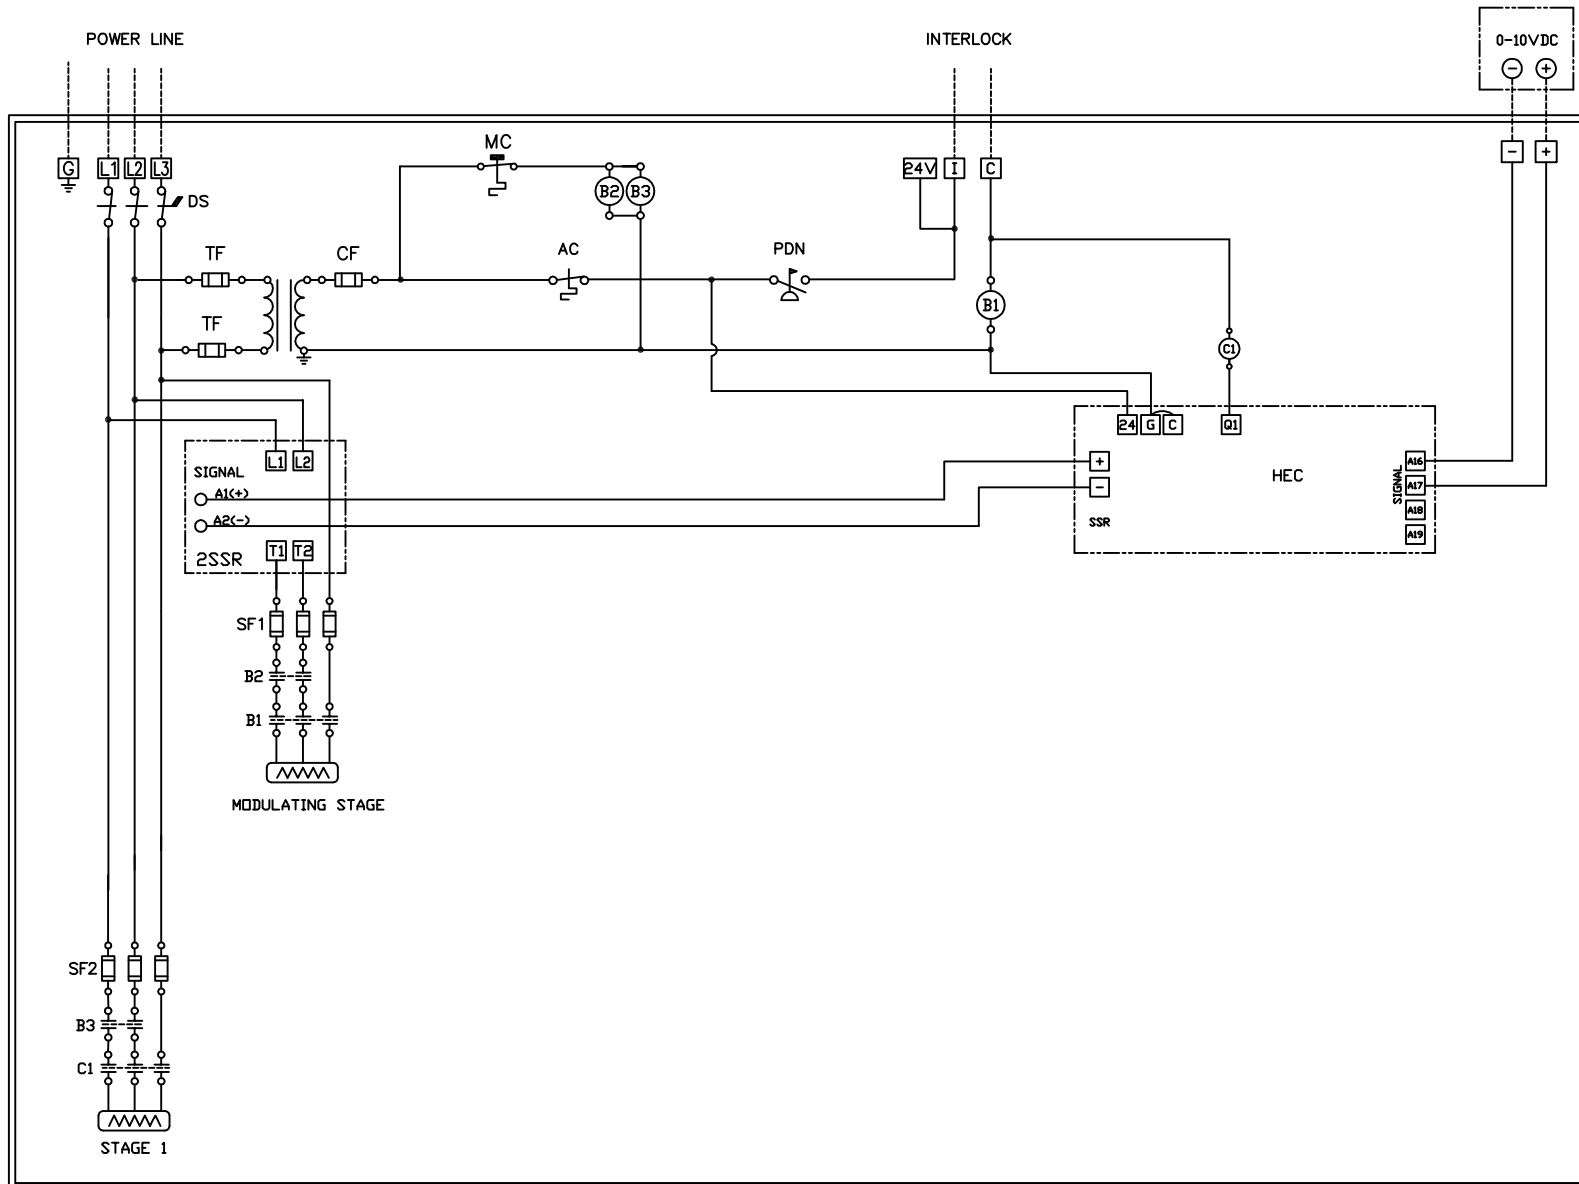 POWER LINE
INTERLOCK
0-10VDC
- +
G L1 L2 L3
MC
24V I C
- +
DS
B2 B3
TF
CF
AC
PDN
B1
TF
C1
24 G C
Q1
L1 L2
SIGNAL
A1(+)
A2(-)
T1 T2
2SSR
+
-
SSR
HEC
SIGNAL
A16
A17
A18
A19
SF1
B2
B1
MODULATING STAGE
SF2
B3
C1
STAGE 1